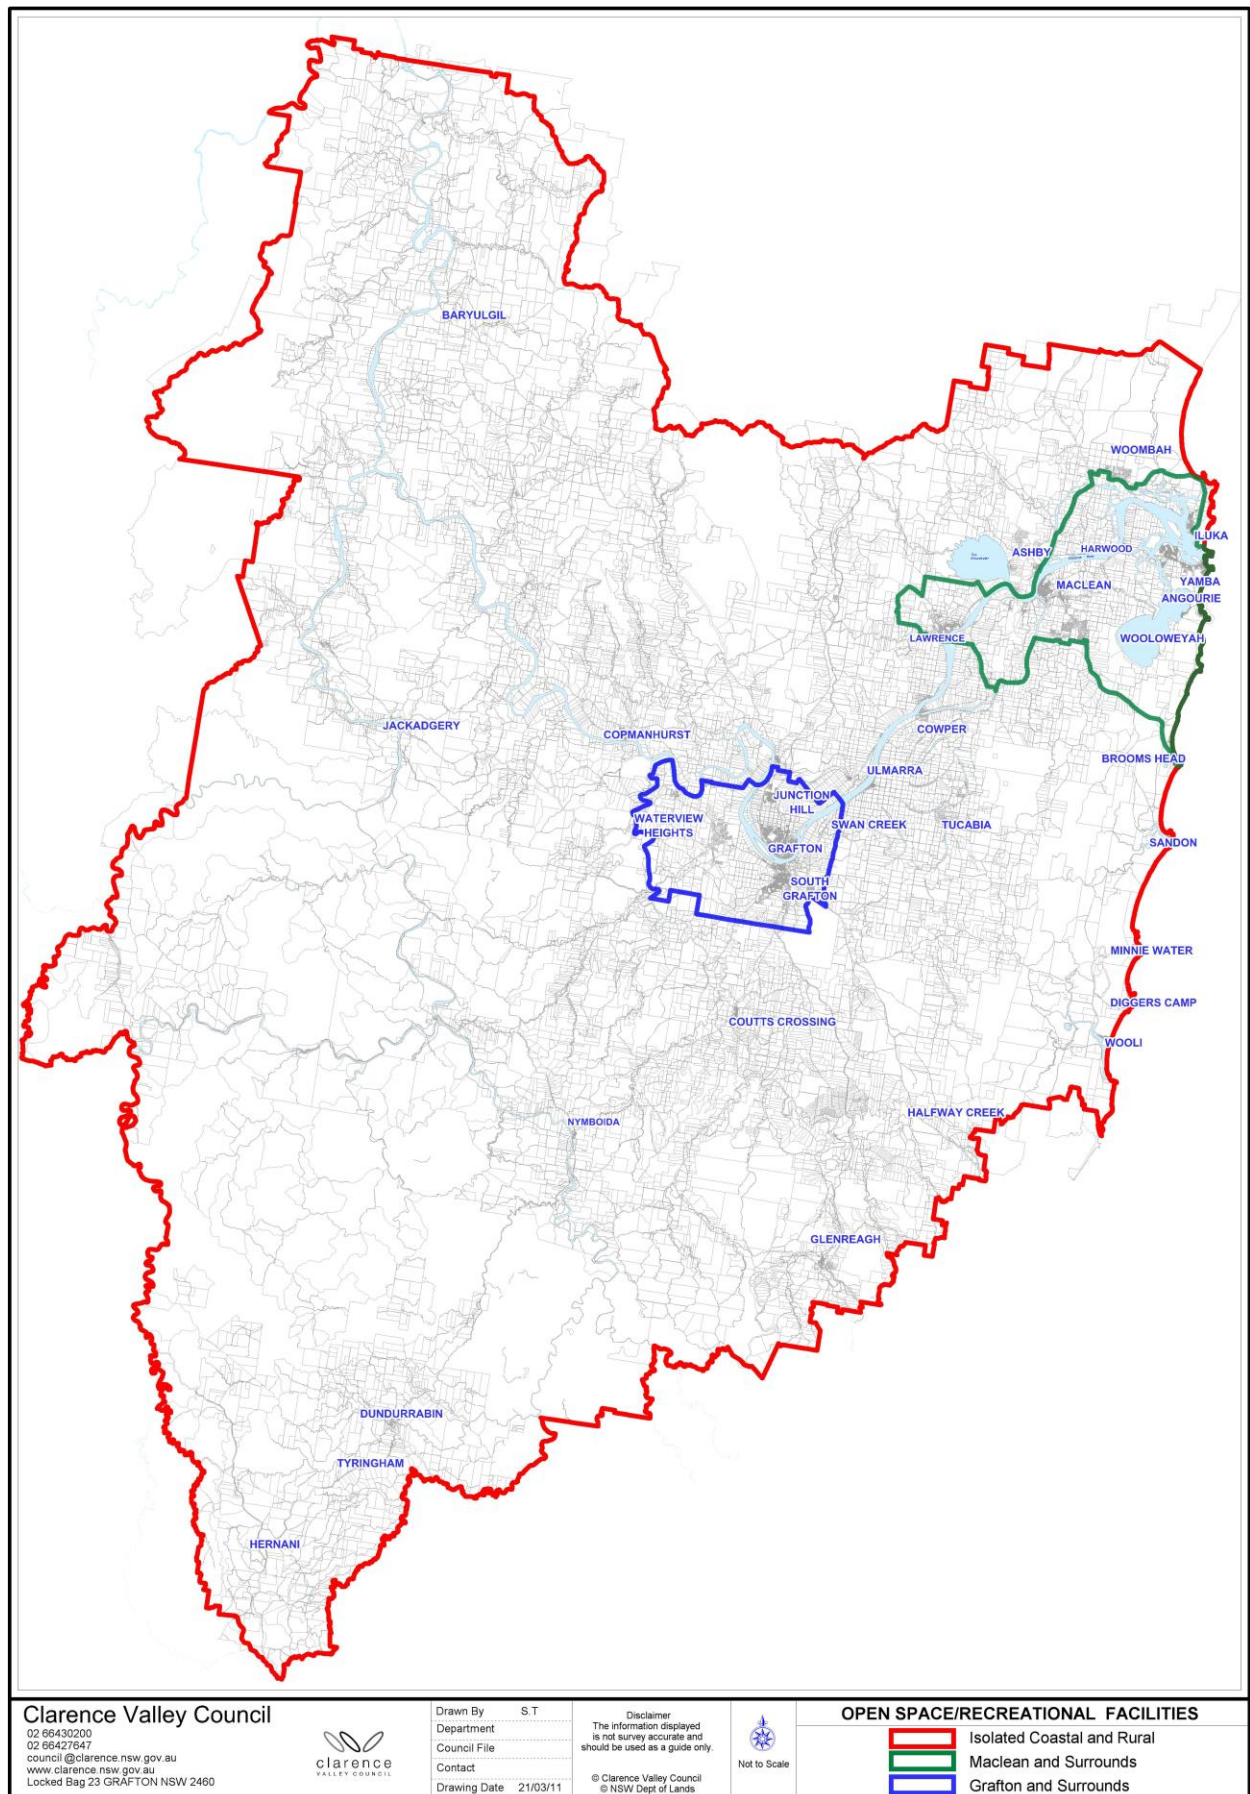 BARYULGIL
WOOMBAH
ILUKA
ASHBY
HARWOOD
YAMBA
MACLEAN
ANGOURIE
LAWRENCE
WOOLOWEYAH
JACKADGERY
COPMANHURST
COWPER
BROOMS HEAD
ULMARRA
JUNCTION
HILL
WATERVIEW
HEIGHTS
SWAN CREEK
TUCABIA
GRAFTON
SANDON
SOUTH
GRAFTON
MINNIE WATER
DIGGERS CAMP
COUTTS CROSSING
WOOLI
NYMBOIDA
HALFWAY CREEK
GLENREAGH
DUNDURRABIN
TYRINGHAM
HERNANI
Clarence Valley Council
02 66430200
02 66427647
council@clarence.nsw.gov.au
www.clarence.nsw.gov.au
Locked Bag 23 GRAFTON NSW 2460
clarence
VALLEY COUNCIL
Drawn By S.T
Department
Council File
Contact
Drawing Date 21/03/11
Disclaimer
The information displayed
is not survey accurate and
should be used as a guide only.
© Clarence Valley Council
© NSW Dept of Lands
Not to Scale
OPEN SPACE/RECREATIONAL FACILITIES
Isolated Coastal and Rural
Maclean and Surrounds
Grafton and Surrounds